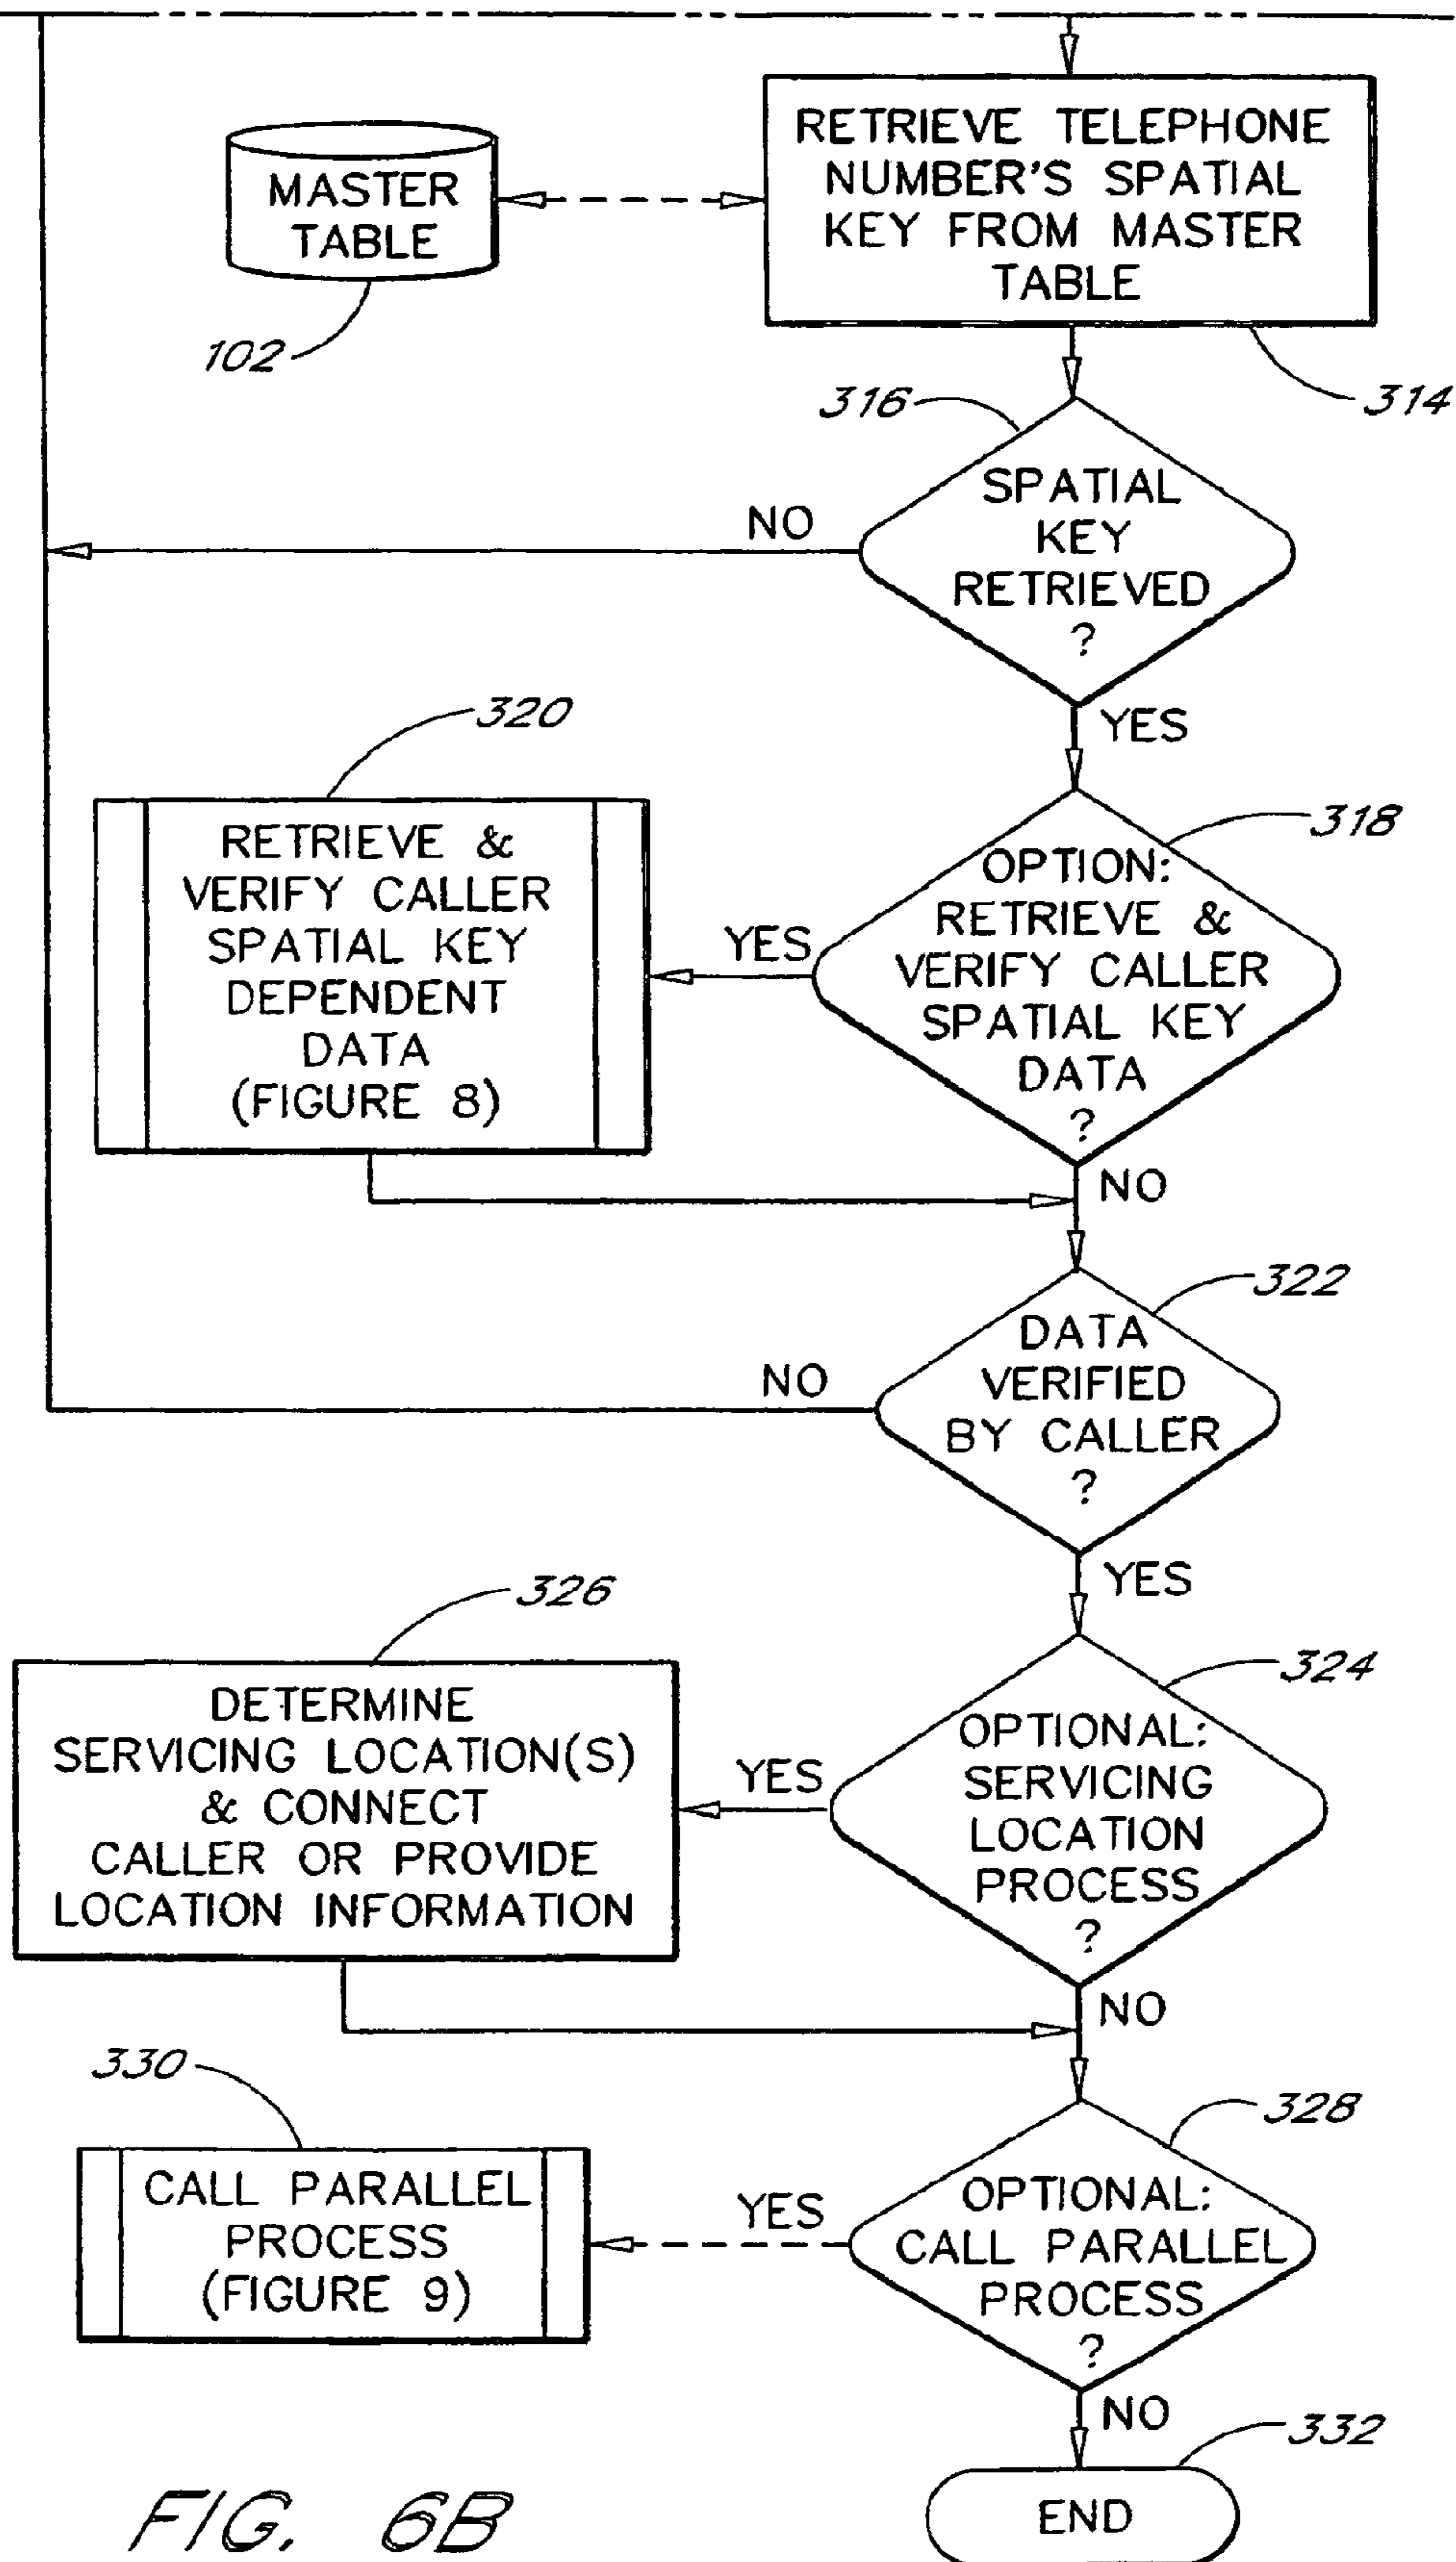 RETRIEVE TELEPHONE
NUMBER'S SPATIAL
KEY FROM MASTER
TABLE
MASTER
TABLE
102
314
316
SPATIAL
KEY
RETRIEVED
?
NO
YES
320
318
RETRIEVE &
VERIFY CALLER
SPATIAL KEY
DEPENDENT
DATA
(FIGURE 8)
YES
OPTION:
RETRIEVE &
VERIFY CALLER
SPATIAL KEY
DATA
?
NO
322
DATA
VERIFIED
BY CALLER
?
NO
YES
326
324
DETERMINE
SERVICING LOCATION(S)
& CONNECT
CALLER OR PROVIDE
LOCATION INFORMATION
YES
OPTIONAL:
SERVICING
LOCATION
PROCESS
?
NO
330
328
CALL PARALLEL
PROCESS
(FIGURE 9)
YES
OPTIONAL:
CALL PARALLEL
PROCESS
?
NO
332
END
FIG. 6B